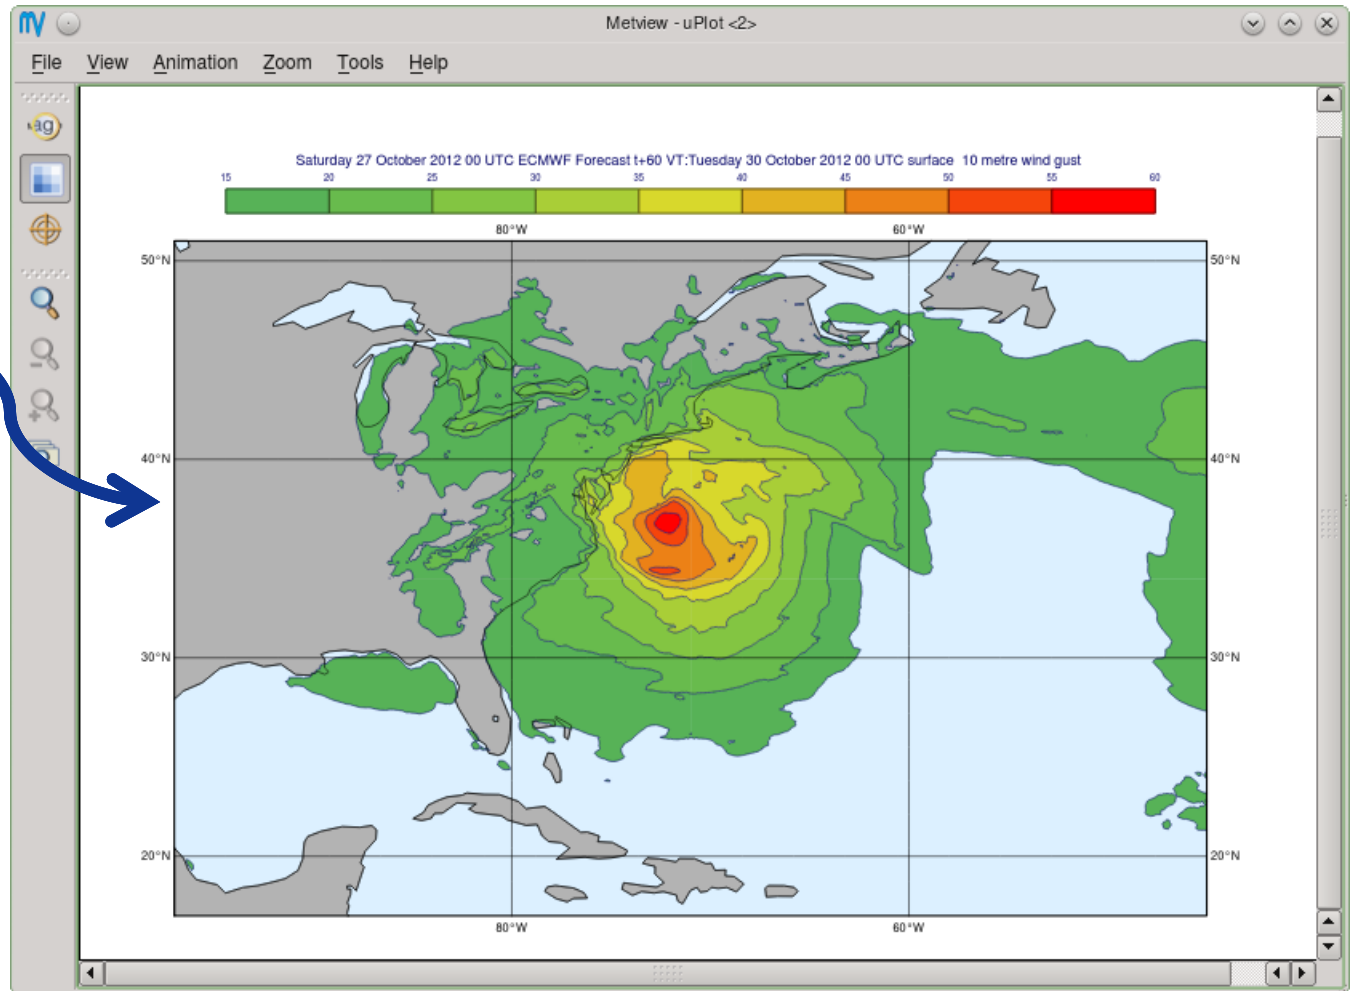 Metview - uPlot <2>
File View Animation Zoom Tools Help
ag
Saturday 27 October 2012 00 UTC ECMWF Forecast t+60 VT:Tuesday 30 October 2012 00 UTC surface 10 metre wind gust
15 20 25 30 35 40 45 50 55 60
80°W 60°W
50°N 50°N
40°N 40°N
30°N 30°N
20°N 20°N
80°W 60°W